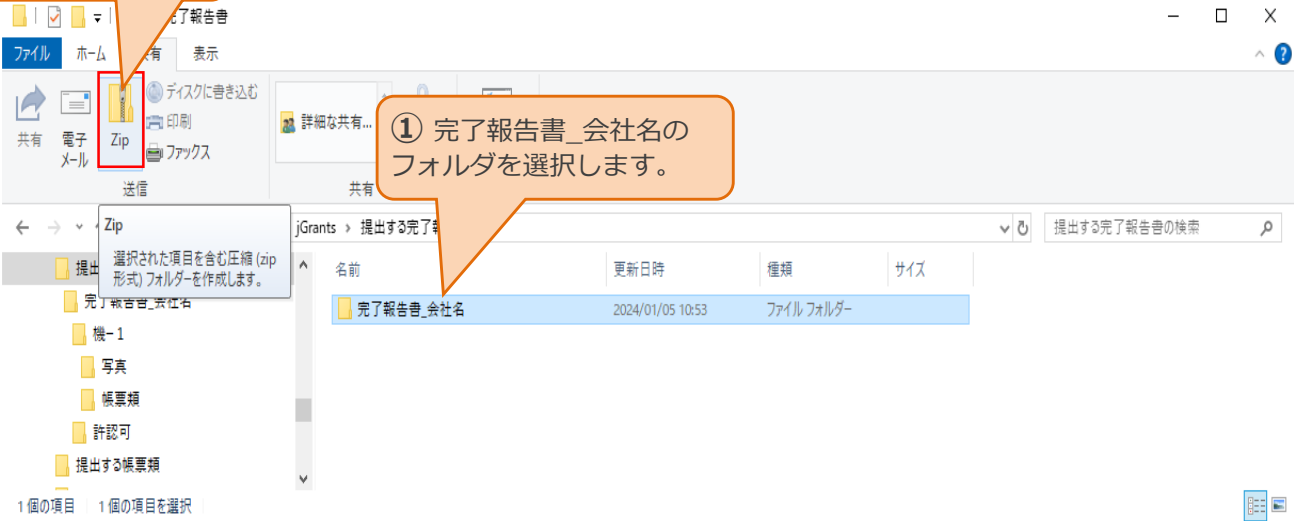 完了報告書
ファイル ホーム 有 表示
ディスクに書き込む
印刷
ファックス
共有 電子メール Zip
詳細な共有...
送信
共有
① 完了報告書_会社名の
フォルダを選択します。
Zip
選択された項目を含む圧縮 (zip
形式) フォルダーを作成します。
jGrants › 提出する完了
提出する完了報告書の検索
名前 更新日時 種類 サイズ
完了報告書_会社名 2024/01/05 10:53 ファイル フォルダー
提出
完了報告書_会社名
機-1
写真
帳票類
許認可
提出する帳票類
1 個の項目 1 個の項目を選択